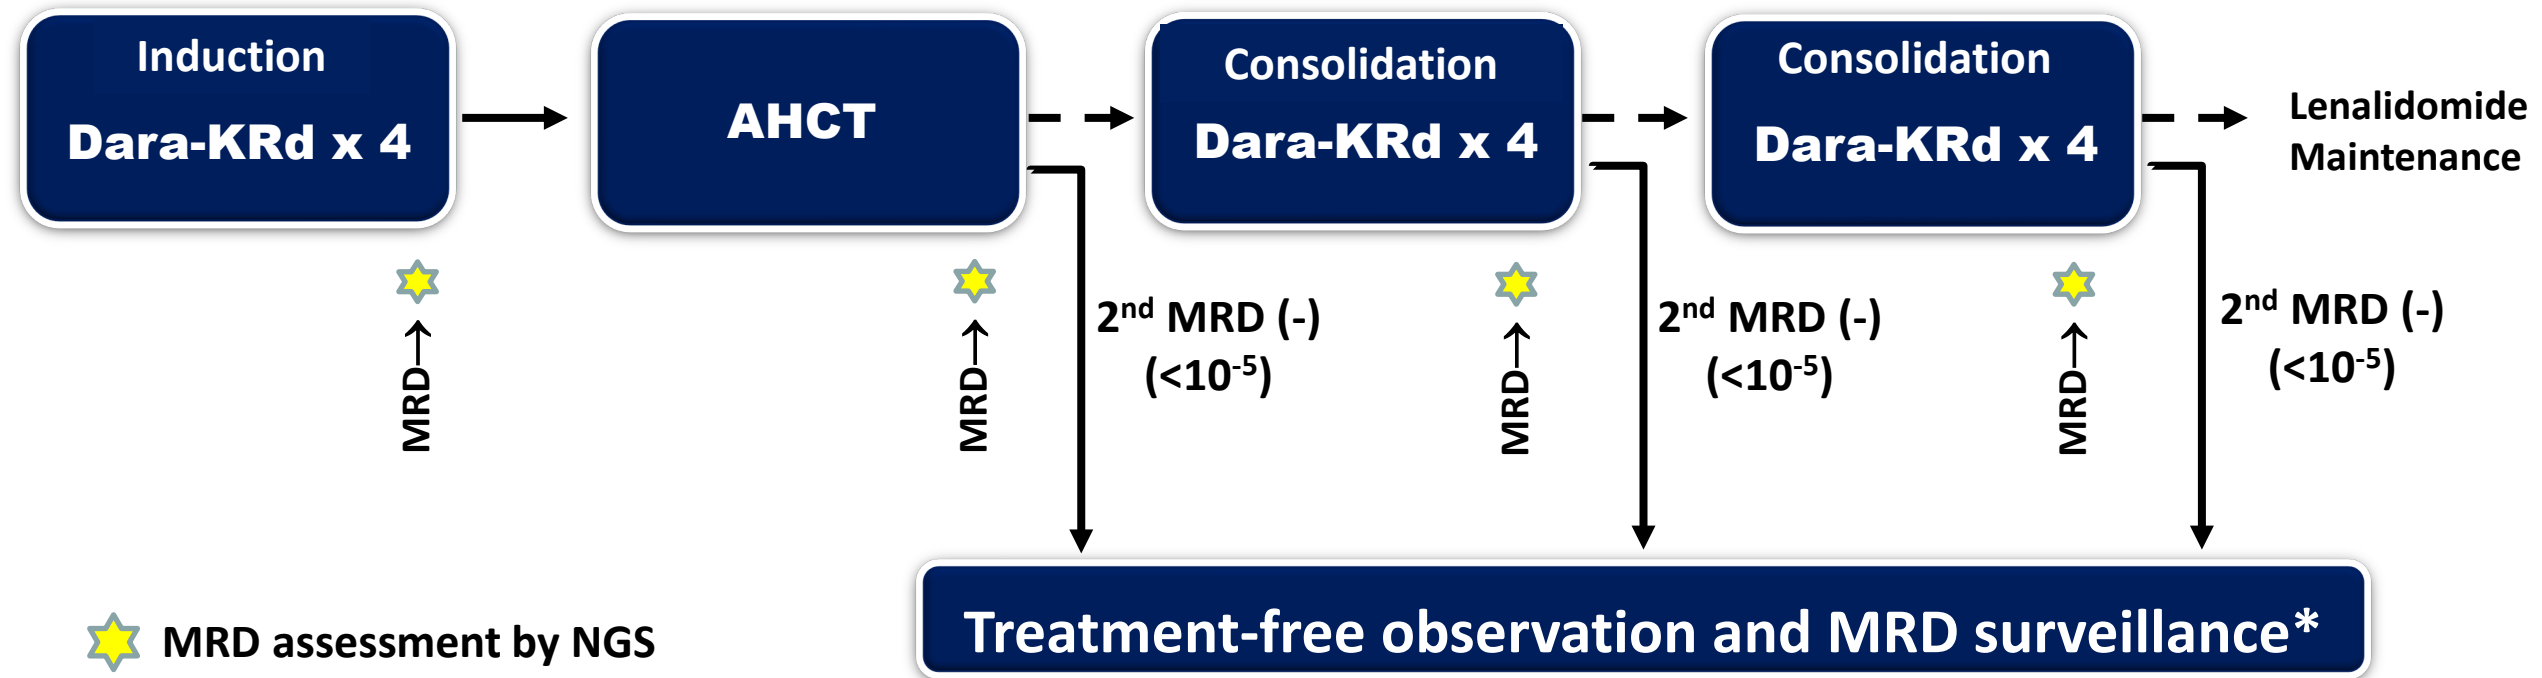 Induction
Dara-KRd x 4
AHCT
Consolidation
Dara-KRd x 4
Consolidation
Dara-KRd x 4
Lenalidomide
Maintenance
MRD
MRD
2nd MRD (-)
(<10-5)
MRD
2nd MRD (-)
(<10-5)
MRD
2nd MRD (-)
(<10-5)
MRD assessment by NGS
Treatment-free observation and MRD surveillance*